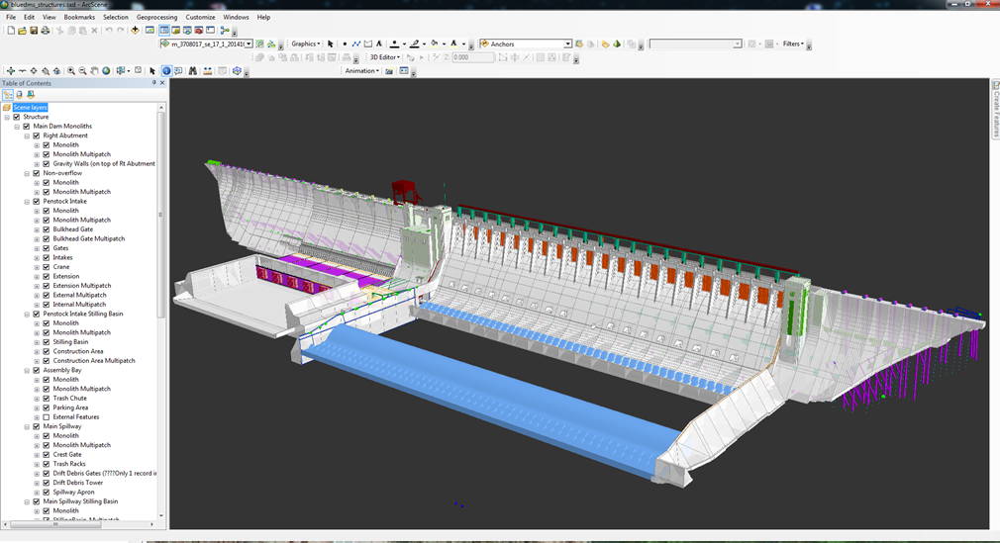 bluedms_structures.sxd - ArcScene
File Edit View Bookmarks Selection Geoprocessing Customize Windows Help
rn_3708017_se_17_1_201410 Graphics A A Anchors Filters
3D Editor 0.000
Animation
Table of Contents
Scene layers
Structure
Main Dam Monoliths
Right Abutment
Monolith
Monolith Multipatch
Gravity Walls (on top of Rt Abutment
Non-overflow
Monolith
Monolith Multipatch
Penstock Intake
Monolith
Monolith Multipatch
Bulkhead Gate
Bulkhead Gate Multipatch
Gates
Intakes
Crane
Extension
Extension Multipatch
External Multipatch
Internal Multipatch
Penstock Intake Stilling Basin
Monolith
Monolith Multipatch
Stilling Basin
Construction Area
Construction Area Multipatch
Assembly Bay
Monolith
Monolith Multipatch
Trash Chute
Parking Area
External Features
Main Spillway
Monolith
Monolith Multipatch
Crest Gate
Trash Racks
Drift Debris Gates (????Only 1 record in
Drift Debris Tower
Spillway Apron
Main Spillway Stilling Basin
Monolith
StillingBasin Multipatch
Create Features